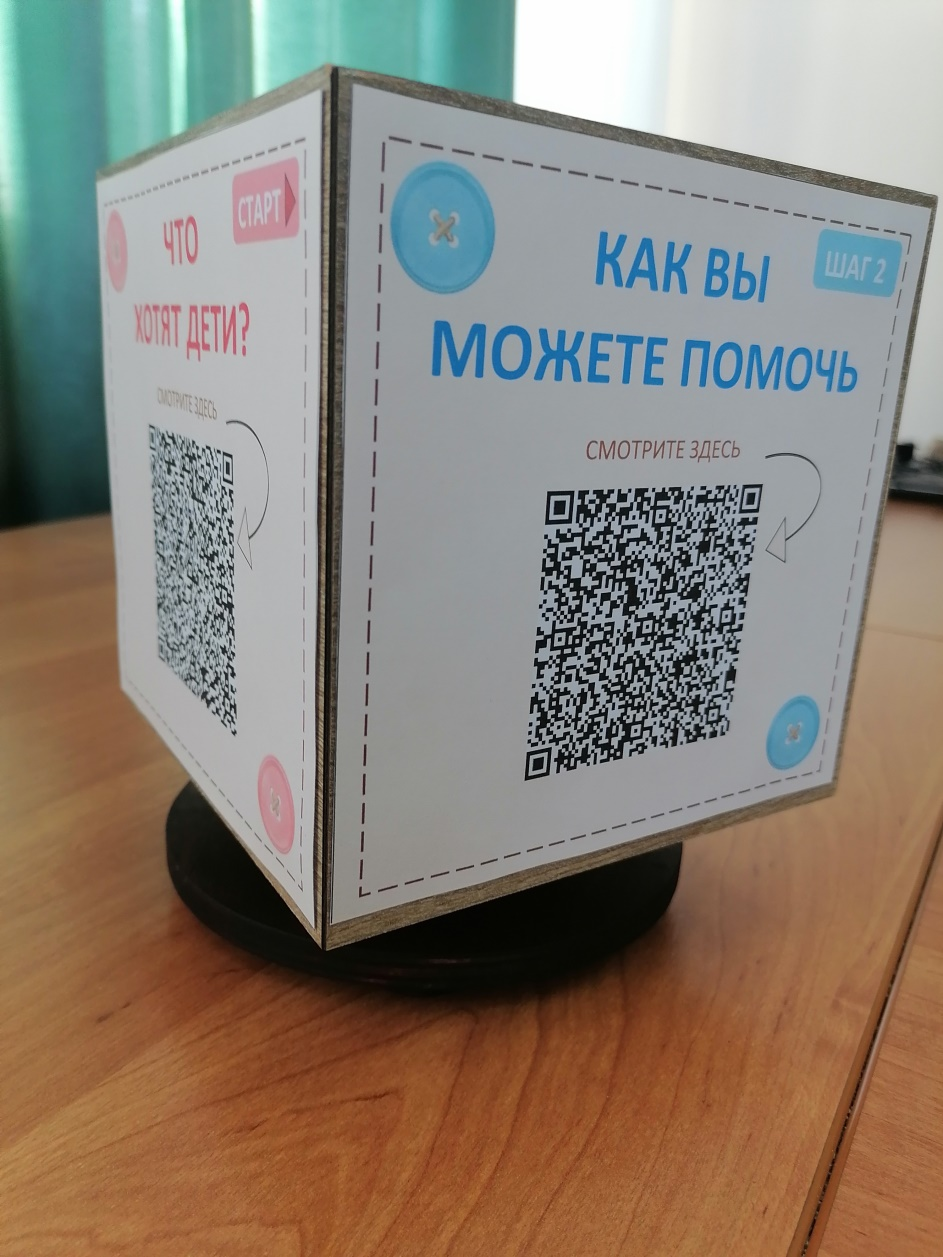 СТАРТ
ЧТО
ХОТЯТ ДЕТИ?
СМОТРИТЕ ЗДЕСЬ
ШАГ 2
КАК ВЫ
МОЖЕТЕ ПОМОЧЬ
СМОТРИТЕ ЗДЕСЬ